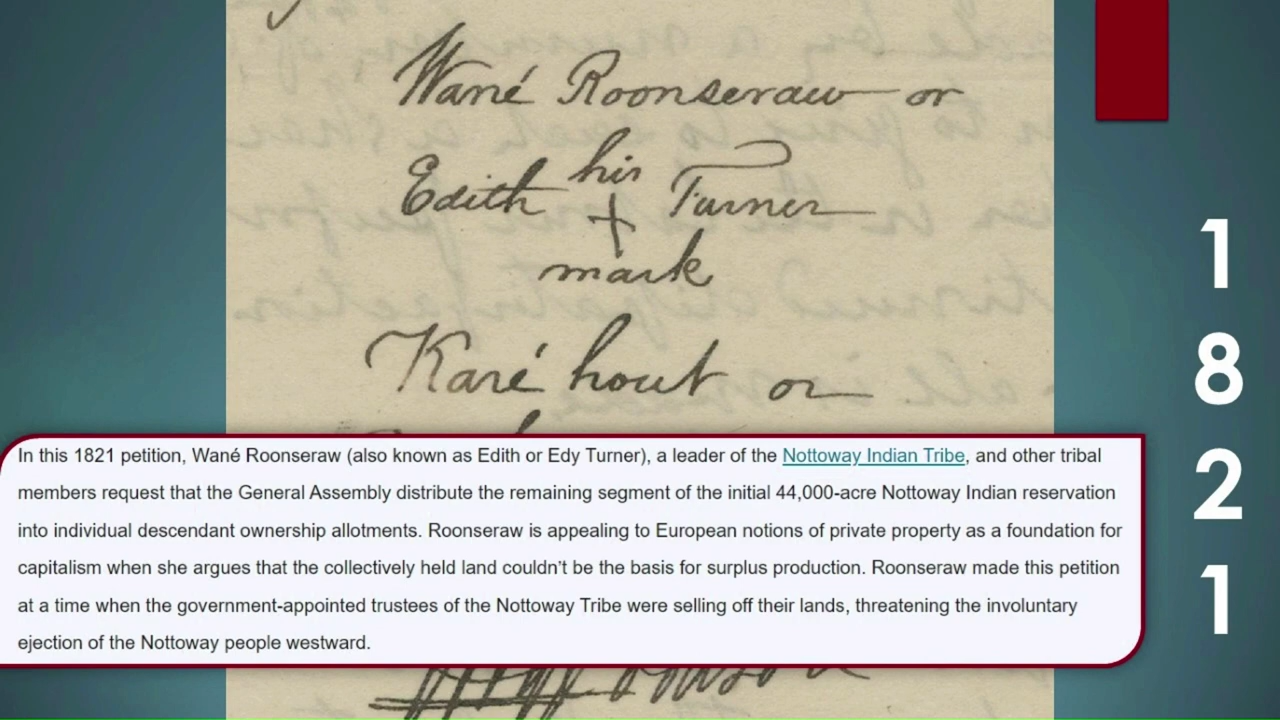 Wané Roonseraw or
his
Edith + Turner
mark
Karé hout or
In this 1821 petition, Wané Roonseraw (also known as Edith or Edy Turner), a leader of the Nottoway Indian Tribe, and other tribal
members request that the General Assembly distribute the remaining segment of the initial 44,000-acre Nottoway Indian reservation
into individual descendant ownership allotments. Roonseraw is appealing to European notions of private property as a foundation for
capitalism when she argues that the collectively held land couldn't be the basis for surplus production. Roonseraw made this petition
at a time when the government-appointed trustees of the Nottoway Tribe were selling off their lands, threatening the involuntary
ejection of the Nottoway people westward.
1
8
2
1